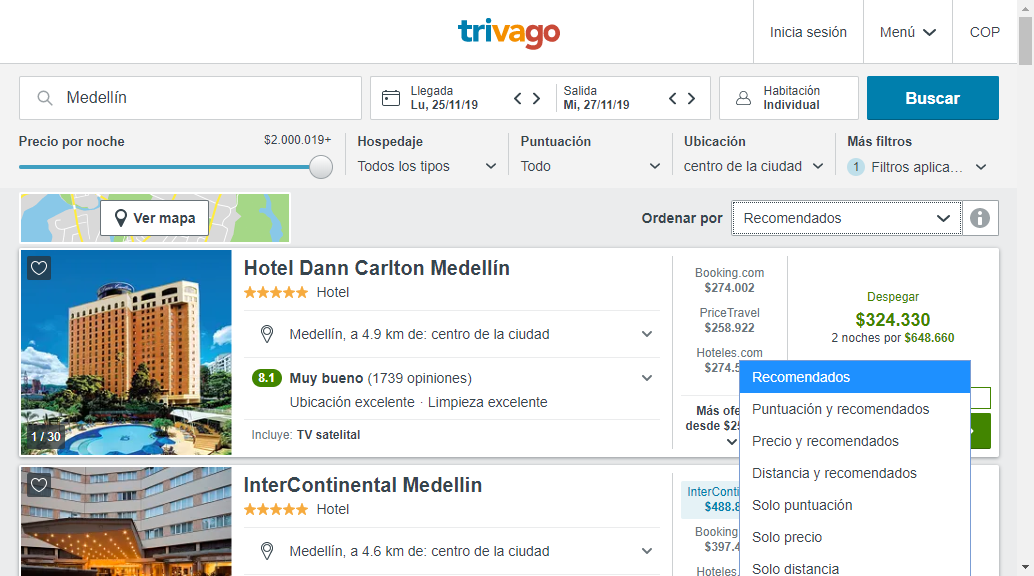 trivago
Inicia sesión
Menú
COP
Medellín
Llegada
Lu, 25/11/19
Salida
Mi, 27/11/19
Habitación
Individual
Buscar
Precio por noche
$2.000.019+
Hospedaje
Todos los tipos
Puntuación
Todo
Ubicación
centro de la ciudad
Más filtros
1 Filtros aplica…
Ver mapa
Ordenar por
Recomendados
Hotel Dann Carlton Medellín
Hotel
Medellín, a 4.9 km de: centro de la ciudad
8.1 Muy bueno (1739 opiniones)
Ubicación excelente · Limpieza excelente
Incluye: TV satelital
1 / 30
Booking.com
$274.002
PriceTravel
$258.922
Hoteles.com
$274.5
Más ofe
desde $25
Despegar
$324.330
2 noches por $648.660
Recomendados
Puntuación y recomendados
Precio y recomendados
Distancia y recomendados
Solo puntuación
Solo precio
Solo distancia
InterContinental Medellin
Hotel
Medellín, a 4.6 km de: centro de la ciudad
InterConti
$488.8
Booking
$397.4
Hoteles.